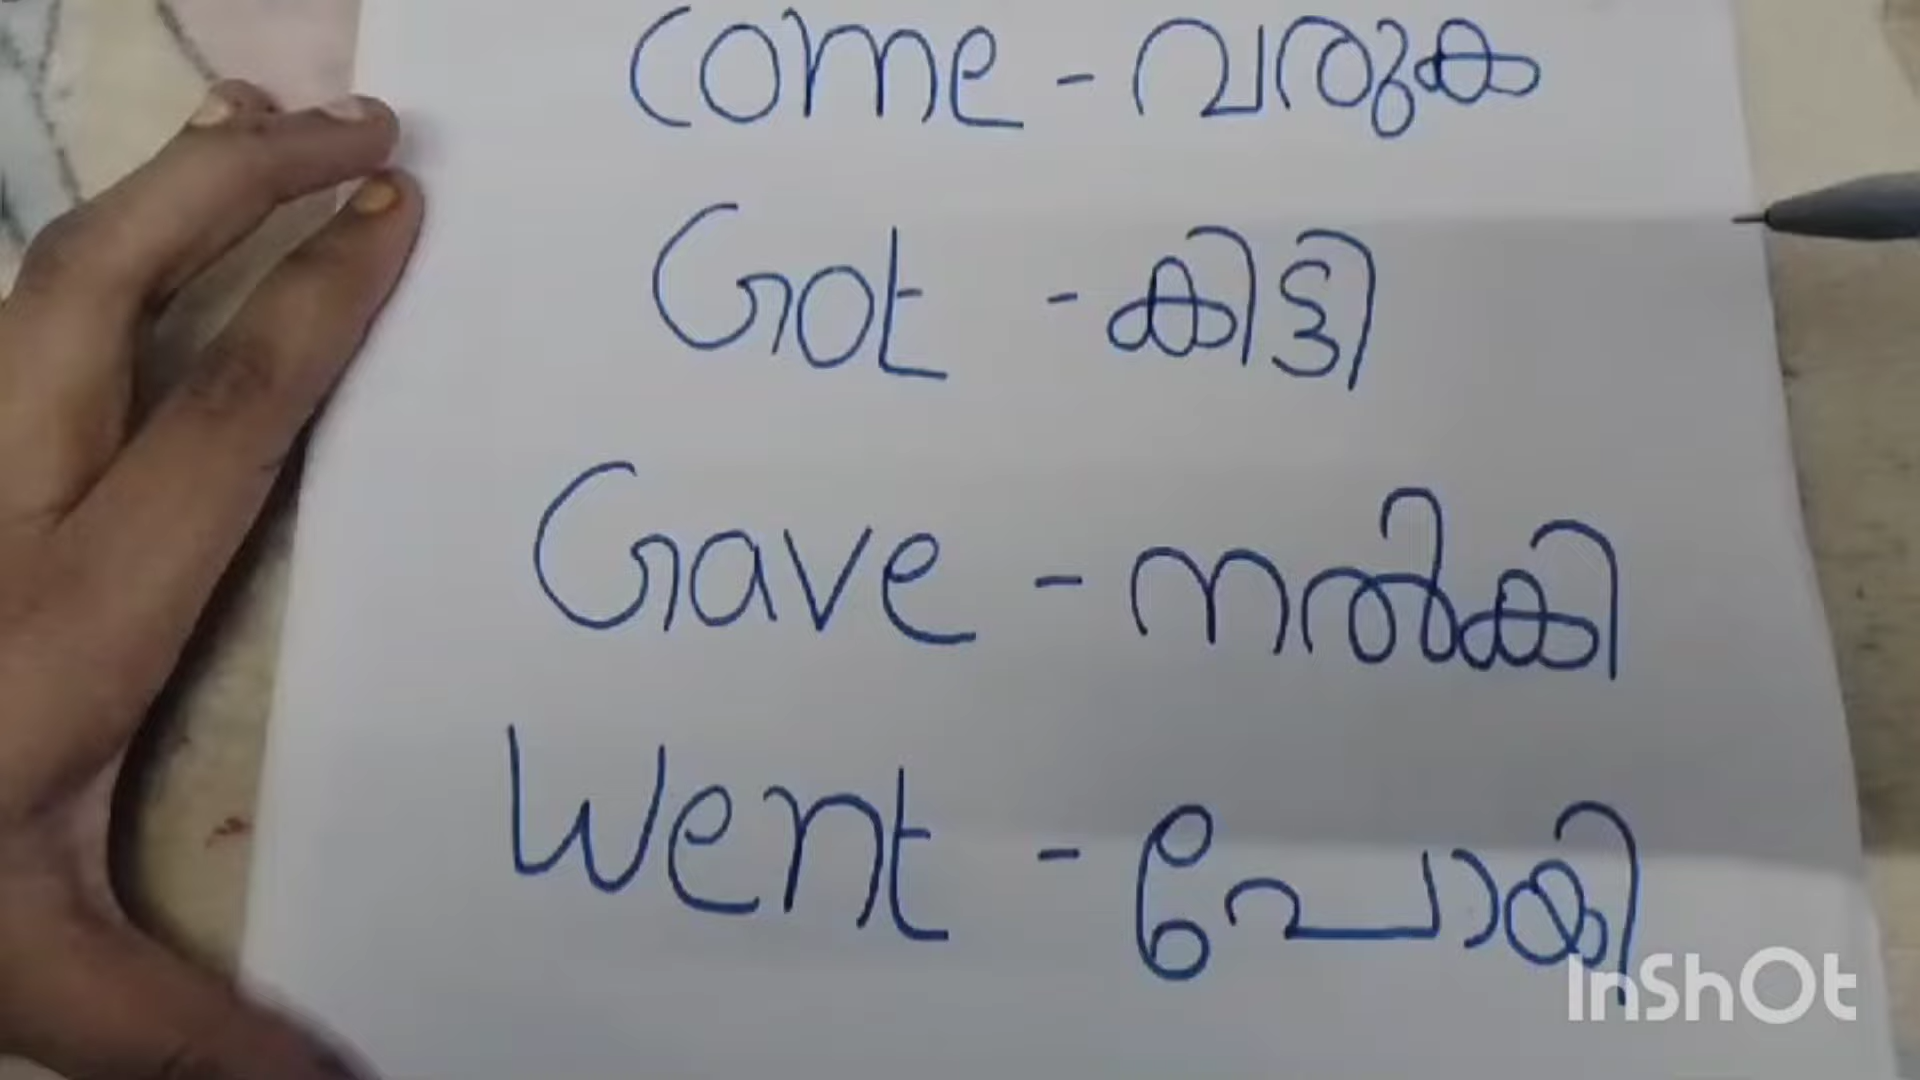 Come - വരുക
Got - കിട്ടി
Gave - നൽകി
Went - പോകി
InShOt